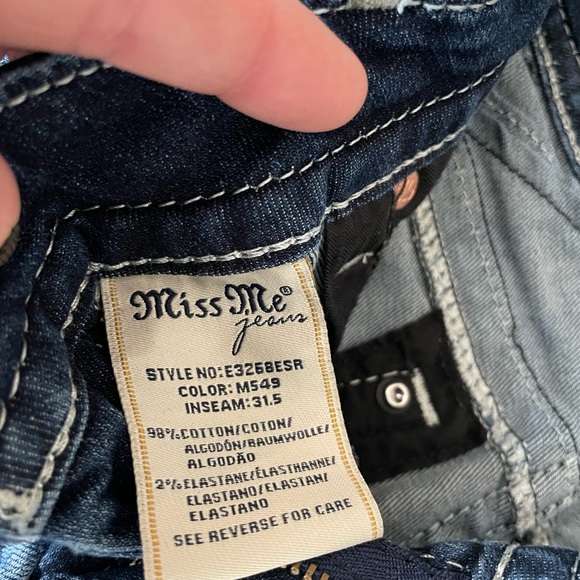 Miss Me®
jeans
STYLE NO:E3268ESR
COLOR:M549
INSEAM:31.5
98%COTTON/COTON/
ALGODÓN/BAUMWOLLE/
ALGODÃO
2%ELASTANE/ÉLASTHANNE/
ELASTANO/ELASTAN/
ELASTANO
SEE REVERSE FOR CARE